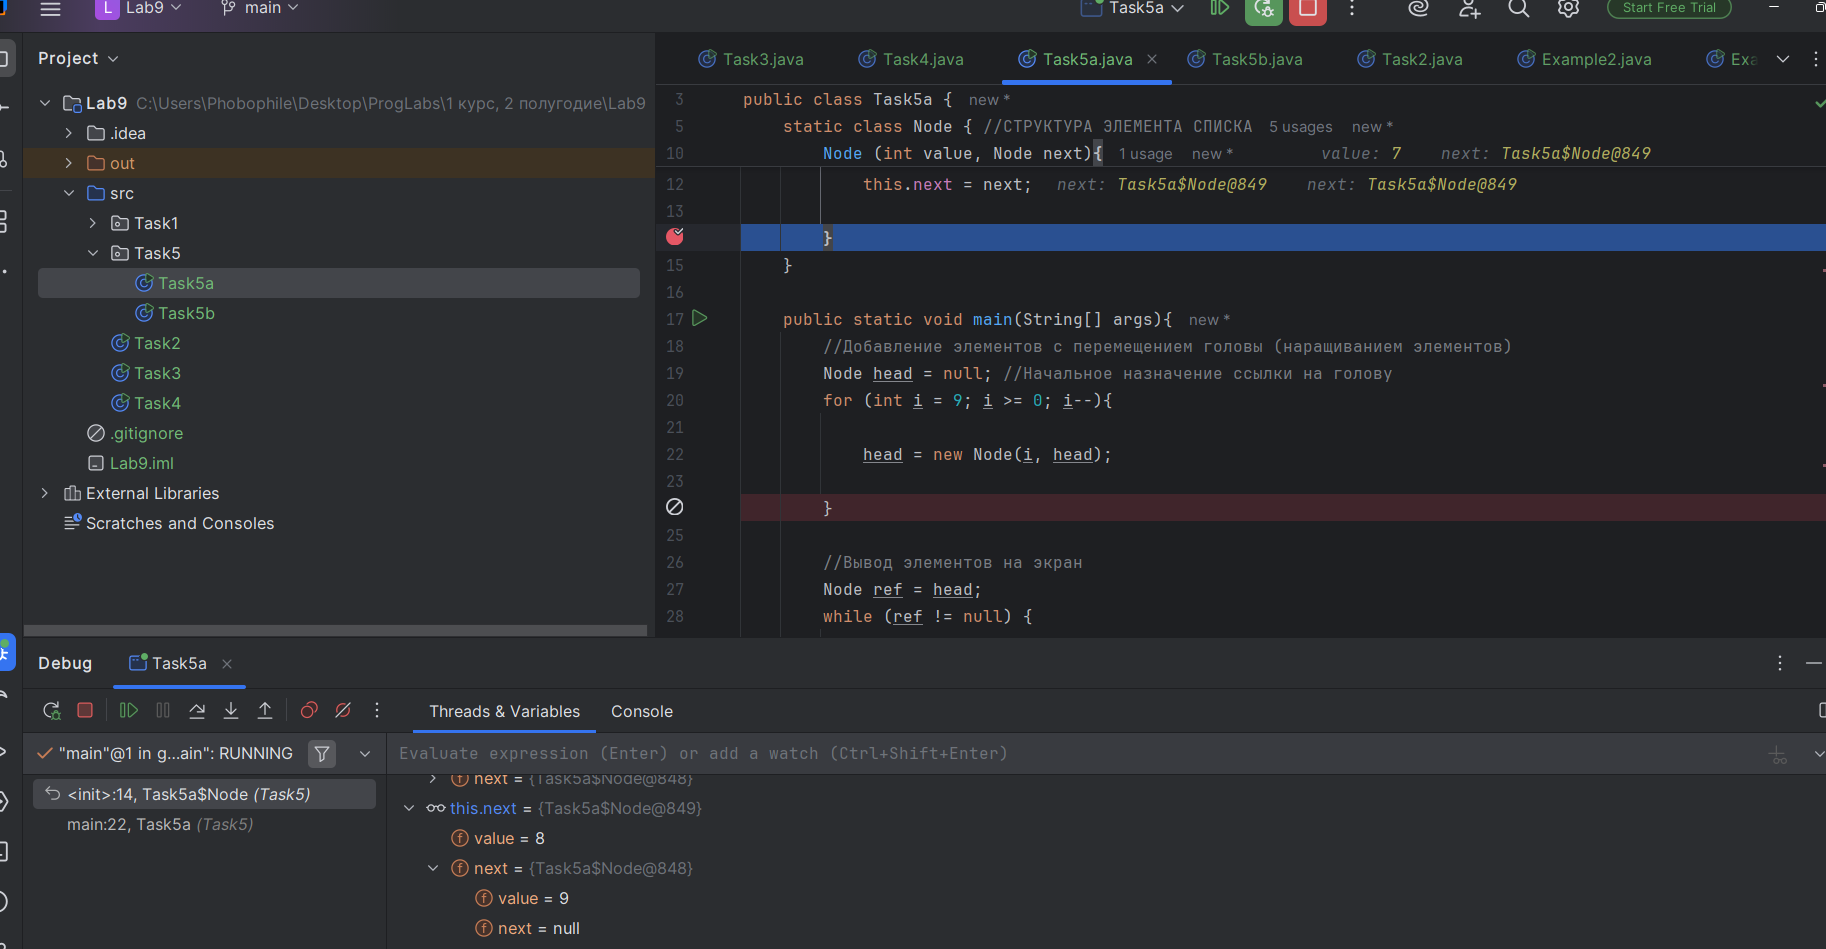 L Lab9 main Task5a Start Free Trial
Project
Task3.java Task4.java Task5a.java Task5b.java Task2.java Example2.java Exa
Lab9 C:\Users\Phobophile\Desktop\ProgLabs\1 курс, 2 полугодие\Lab9
.idea
out
src
Task1
Task5
Task5a
Task5b
Task2
Task3
Task4
.gitignore
Lab9.iml
External Libraries
Scratches and Consoles
3 public class Task5a { new *
5 static class Node { //СТРУКТУРА ЭЛЕМЕНТА СПИСКА 5 usages new *
10 Node (int value, Node next){ 1 usage new * value: 7 next: Task5a$Node@849
12 this.next = next; next: Task5a$Node@849 next: Task5a$Node@849
13
}
15 }
16
17 public static void main(String[] args){ new *
18 //Добавление элементов с перемещением головы (наращиванием элементов)
19 Node head = null; //Начальное назначение ссылки на голову
20 for (int i = 9; i >= 0; i--){
21
22 head = new Node(i, head);
23
}
25
26 //Вывод элементов на экран
27 Node ref = head;
28 while (ref != null) {
Debug Task5a
Threads & Variables Console
"main"@1 in g...ain": RUNNING
Evaluate expression (Enter) or add a watch (Ctrl+Shift+Enter)
<init>:14, Task5a$Node (Task5)
main:22, Task5a (Task5)
next = {Task5a$Node@848}
this.next = {Task5a$Node@849}
value = 8
next = {Task5a$Node@848}
value = 9
next = null